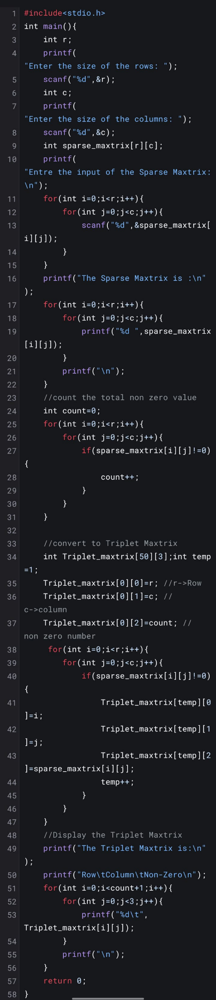 1 #include<stdio.h>
2 int main(){
3     int r;
4     printf(
"Enter the size of the rows: ");
5     scanf("%d",&r);
6     int c;
7     printf(
"Enter the size of the columns: ");
8     scanf("%d",&c);
9     int sparse_maxtrix[r][c];
10     printf(
"Entre the input of the Sparse Maxtrix:
\n");
11     for(int i=0;i<r;i++){
12         for(int j=0;j<c;j++){
13             scanf("%d",&sparse_maxtrix[
i][j]);
14         }
15     }
16     printf("The Sparse Maxtrix is :\n"
);
17     for(int i=0;i<r;i++){
18         for(int j=0;j<c;j++){
19             printf("%d ",sparse_maxtrix
[i][j]);
20         }
21         printf("\n");
22     }
23     //count the total non zero value
24     int count=0;
25     for(int i=0;i<r;i++){
26         for(int j=0;j<c;j++){
27             if(sparse_maxtrix[i][j]!=0)
{
28                 count++;
29             }
30         }
31     }
32
33     //convert to Triplet Maxtrix
34     int Triplet_maxtrix[50][3];int temp
=1;
35     Triplet_maxtrix[0][0]=r; //r->Row
36     Triplet_maxtrix[0][1]=c; //
c->column
37     Triplet_maxtrix[0][2]=count; //
non zero number
38      for(int i=0;i<r;i++){
39         for(int j=0;j<c;j++){
40             if(sparse_maxtrix[i][j]!=0)
{
41                 Triplet_maxtrix[temp][0
]=i;
42                 Triplet_maxtrix[temp][1
]=j;
43                 Triplet_maxtrix[temp][2
]=sparse_maxtrix[i][j];
44                 temp++;
45             }
46         }
47     }
48     //Display the Triplet Maxtrix
49     printf("The Triplet Maxtrix is:\n"
);
50     printf("Row\tColumn\tNon-Zero\n");
51     for(int i=0;i<count+1;i++){
52         for(int j=0;j<3;j++){
53             printf("%d\t",
Triplet_maxtrix[i][j]);
54         }
55         printf("\n");
56     }
57     return 0;
58 }